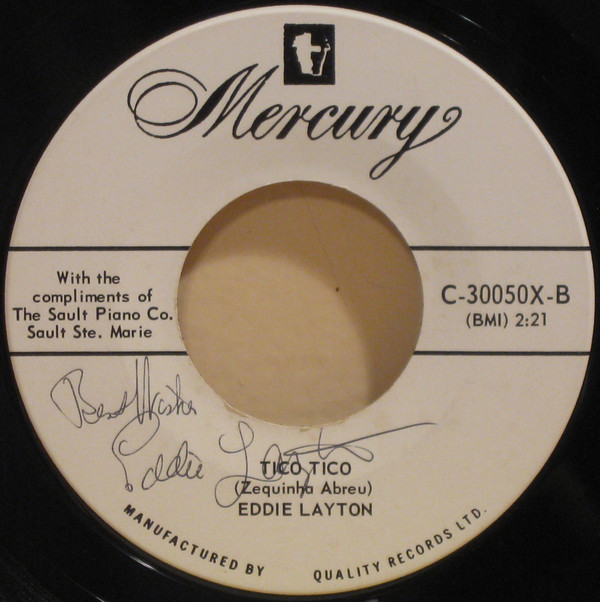 Mercury
With the
compliments of
The Sault Piano Co.
Sault Ste. Marie
C-30050X-B
(BMI) 2:21
Best Wishes
Eddie Layton
TICO TICO
(Zequinha Abreu)
EDDIE LAYTON
MANUFACTURED BY QUALITY RECORDS LTD.